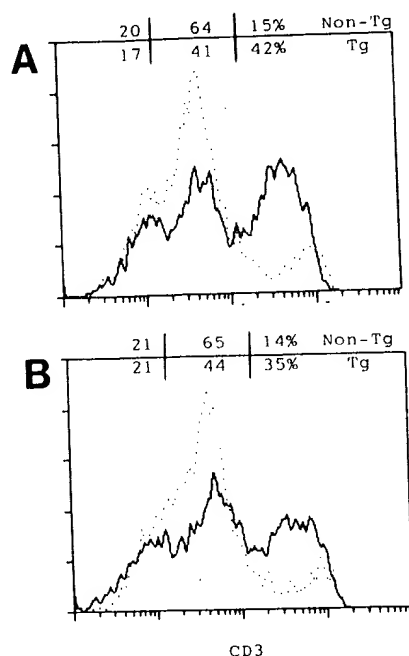 A
20 64 15% Non-Tg
17 41 42% Tg
B
21 65 14% Non-Tg
21 44 35% Tg
CD3